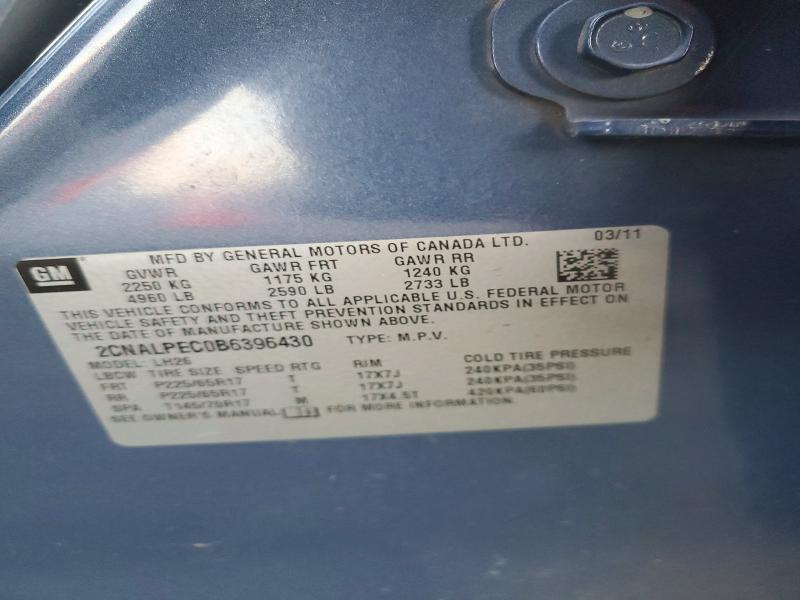 GM
MFD BY GENERAL MOTORS OF CANADA LTD. 03/11
GVWR GAWR FRT GAWR RR
2250 KG 1175 KG 1240 KG
4960 LB 2590 LB 2733 LB
THIS VEHICLE CONFORMS TO ALL APPLICABLE U.S. FEDERAL MOTOR
VEHICLE SAFETY AND THEFT PREVENTION STANDARDS IN EFFECT ON
THE DATE OF MANUFACTURE SHOWN ABOVE.
2CNALPEC0B6396430 TYPE: M.P.V.
MODEL: LH26
LBCW TIRE SIZE SPEED RTG RIM COLD TIRE PRESSURE
FRT P225/65R17 T 17X7J 240KPA(35PSI)
RR P225/65R17 T 17X7J 240KPA(35PSI)
SPA T145/70R17 M 17X4.5T 420KPA(60PSI)
SEE OWNER'S MANUAL FOR MORE INFORMATION.